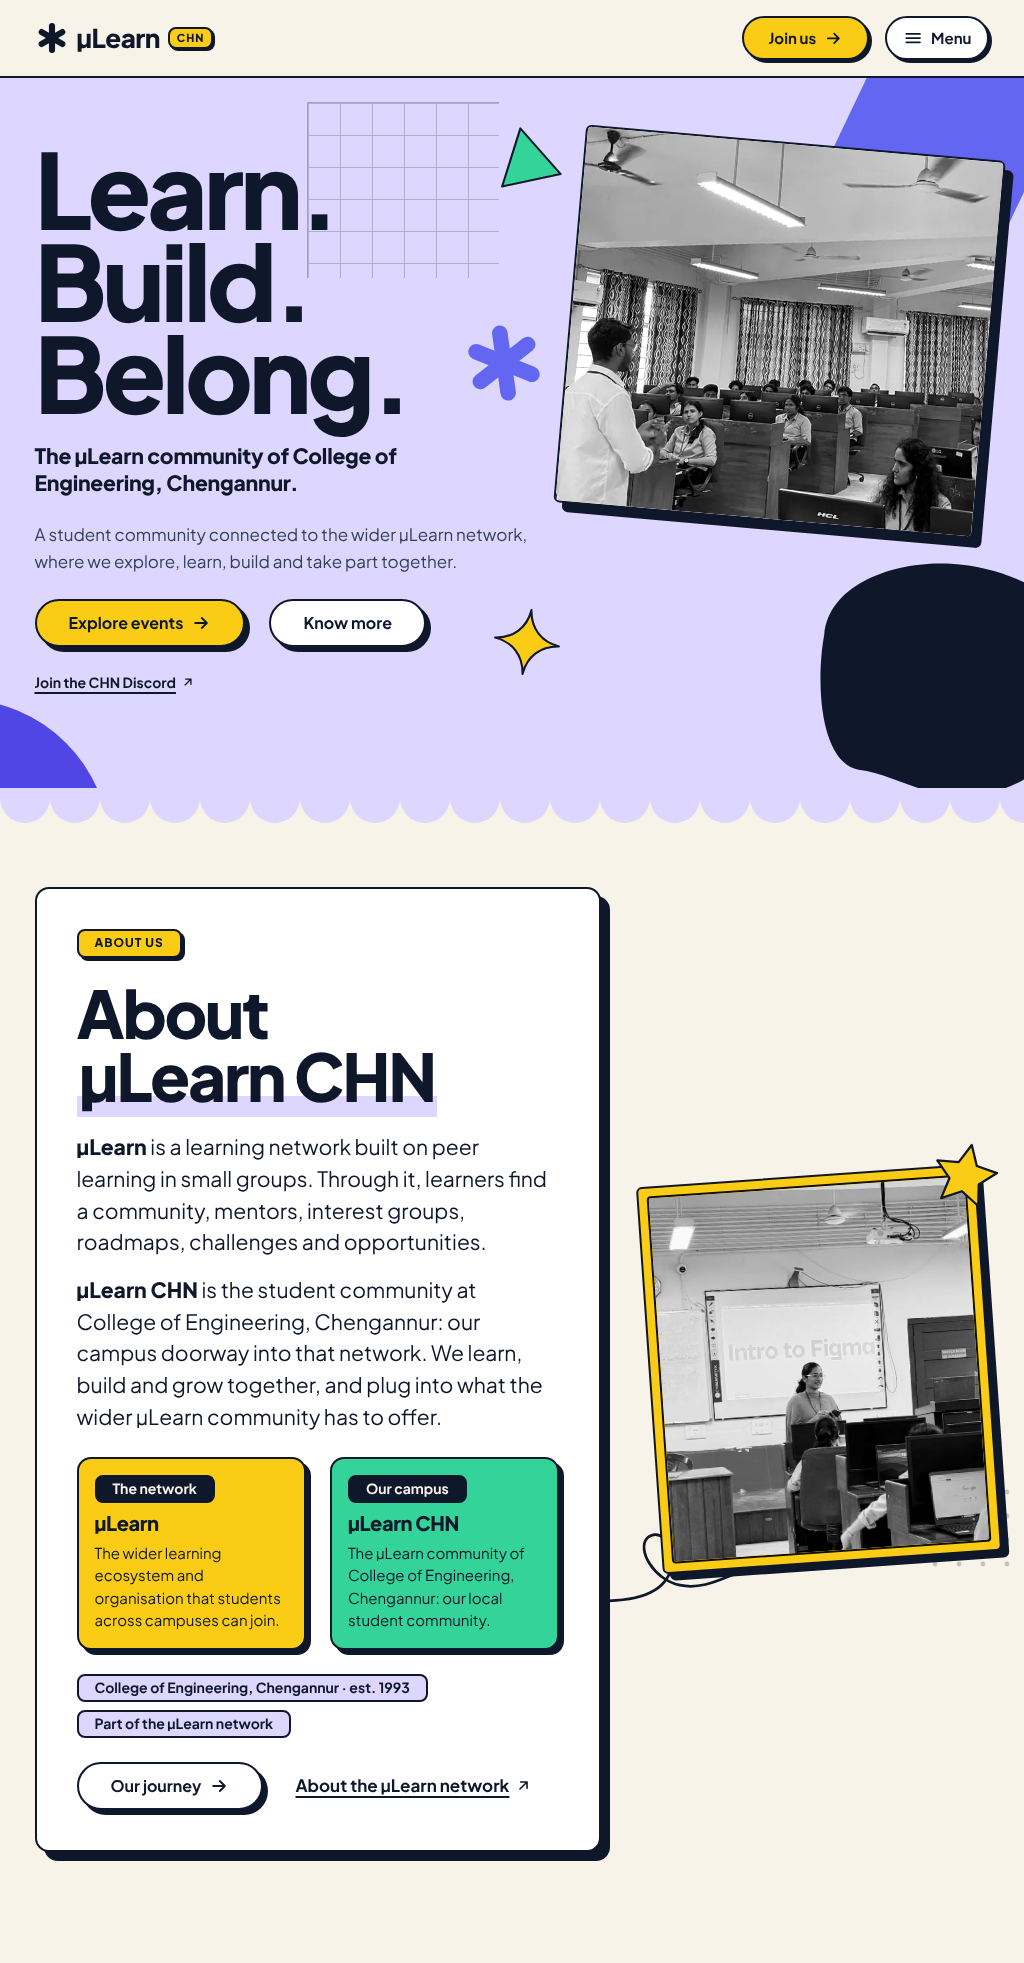 µLearn CHN
Join us
Menu
Learn.
Build.
Belong.
The µLearn community of College of
Engineering, Chengannur.
A student community connected to the wider µLearn network,
where we explore, learn, build and take part together.
Explore events
Know more
Join the CHN Discord
HCL
ABOUT US
About
µLearn CHN
µLearn is a learning network built on peer
learning in small groups. Through it, learners find
a community, mentors, interest groups,
roadmaps, challenges and opportunities.
µLearn CHN is the student community at
College of Engineering, Chengannur: our
campus doorway into that network. We learn,
build and grow together, and plug into what the
wider µLearn community has to offer.
Intro to Figma
The network
µLearn
The wider learning
ecosystem and
organisation that students
across campuses can join.
Our campus
µLearn CHN
The µLearn community of
College of Engineering,
Chengannur: our local
student community.
College of Engineering, Chengannur · est. 1993
Part of the µLearn network
Our journey
About the µLearn network